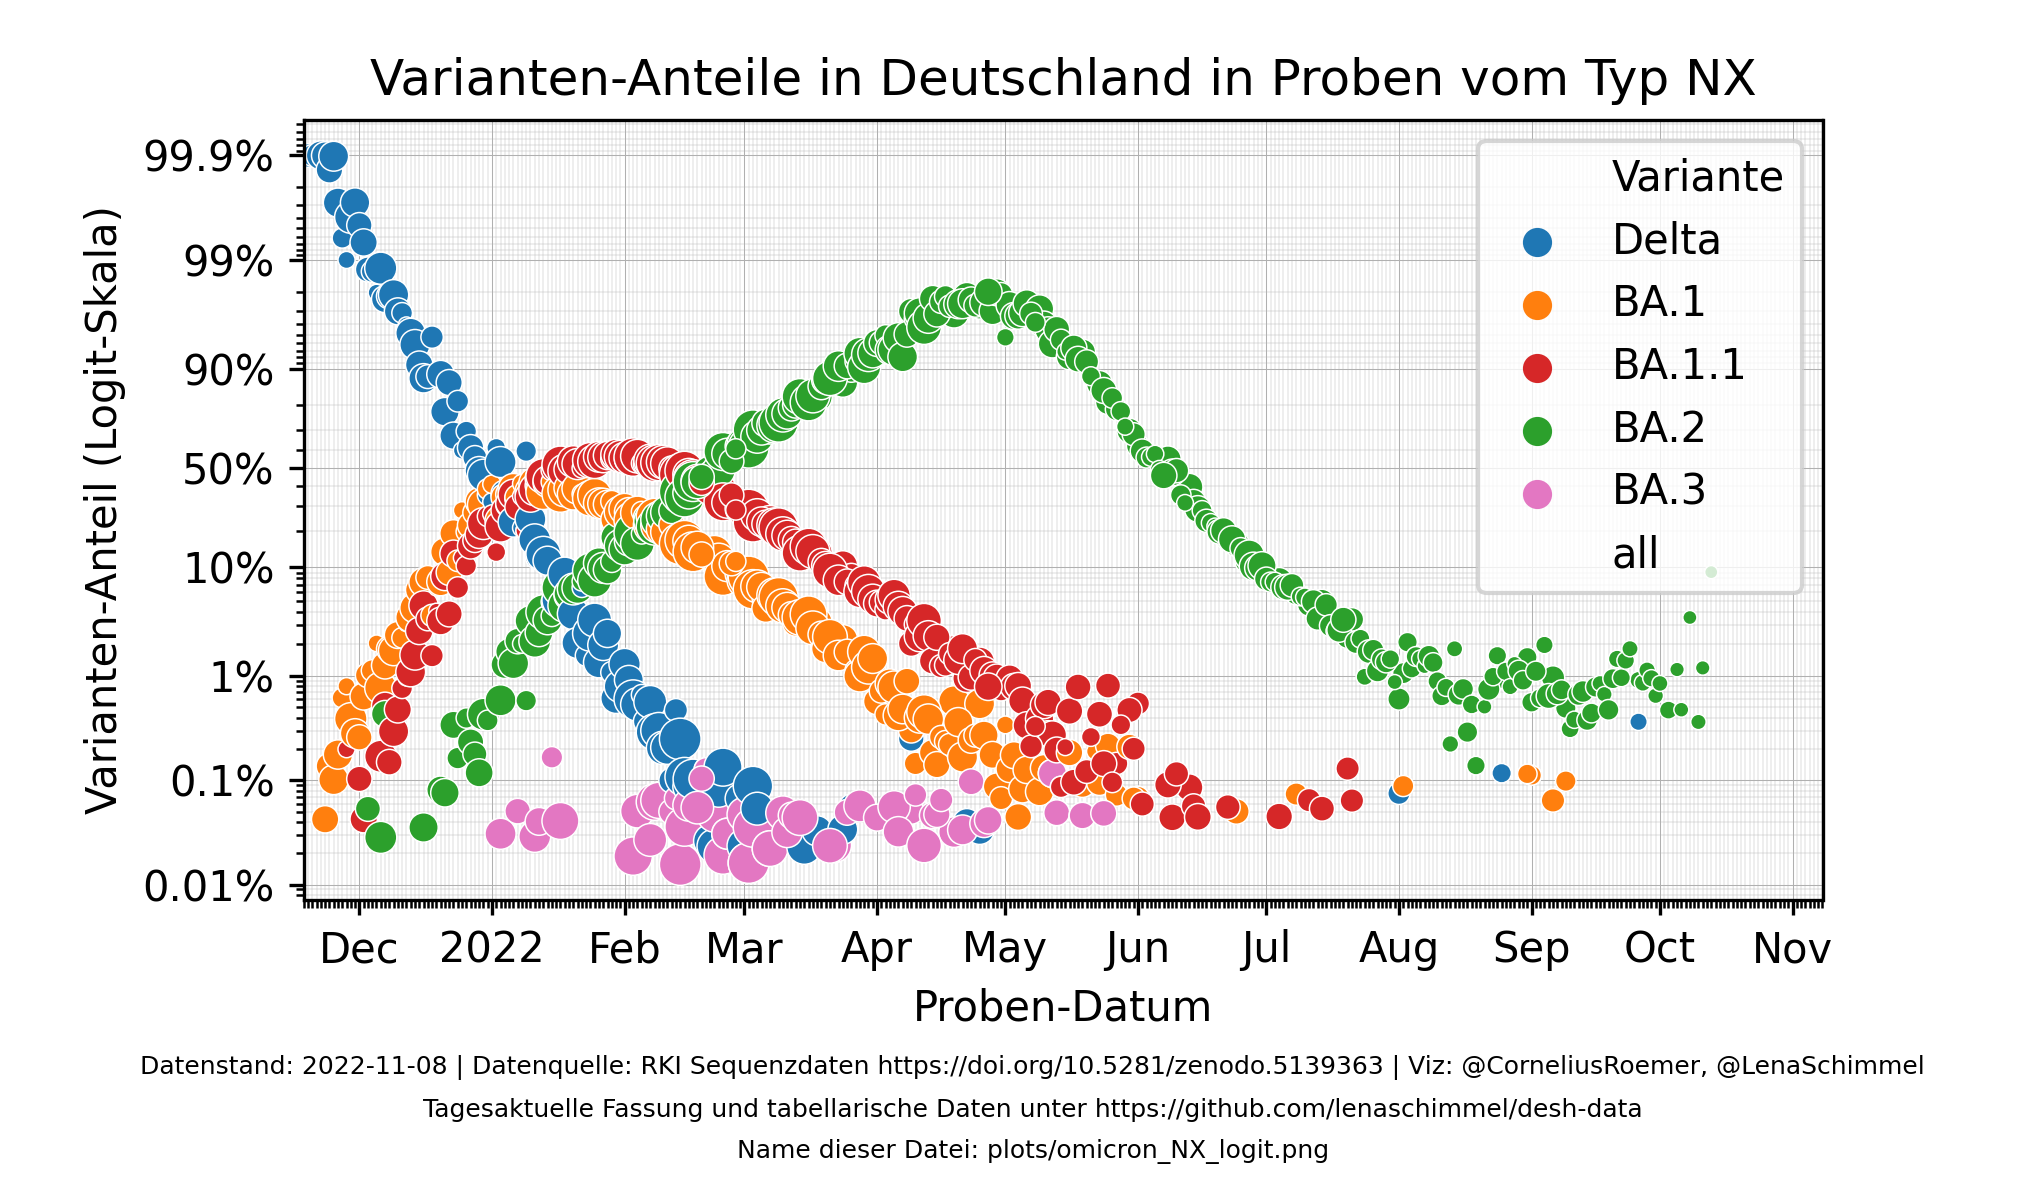 Varianten-Anteile in Deutschland in Proben vom Typ NX
Varianten-Anteil (Logit-Skala)
99.9%
99%
90%
50%
10%
1%
0.1%
0.01%
Variante
Delta
BA.1
BA.1.1
BA.2
BA.3
all
Dec 2022 Feb Mar Apr May Jun Jul Aug Sep Oct Nov
Proben-Datum
Datenstand: 2022-11-08 | Datenquelle: RKI Sequenzdaten https://doi.org/10.5281/zenodo.5139363 | Viz: @CorneliusRoemer, @LenaSchimmel
Tagesaktuelle Fassung und tabellarische Daten unter https://github.com/lenaschimmel/desh-data
Name dieser Datei: plots/omicron_NX_logit.png